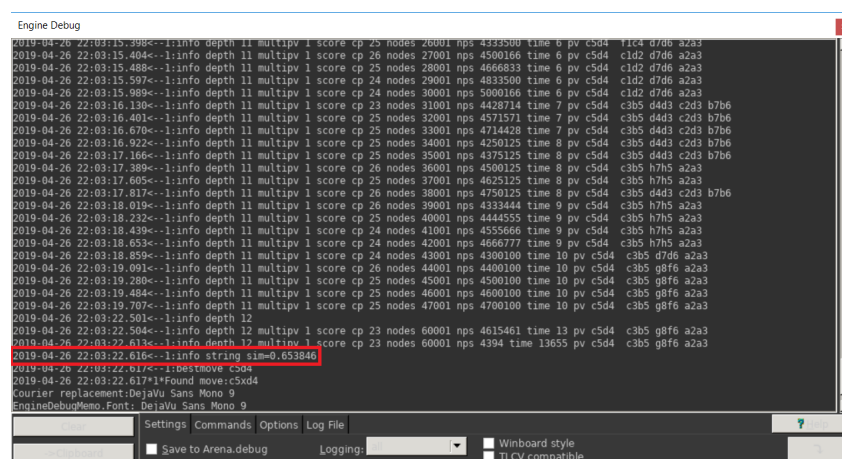 Engine Debug
2019-04-26 22:03:15.398<--1:info depth 11 multipv 1 score cp 25 nodes 26001 nps 4333500 time 6 pv c5d4  f1c4 d7d6 a2a3
2019-04-26 22:03:15.404<--1:info depth 11 multipv 1 score cp 26 nodes 27001 nps 4500166 time 6 pv c5d4  c1d2 d7d6 a2a3
2019-04-26 22:03:15.488<--1:info depth 11 multipv 1 score cp 25 nodes 28001 nps 4666833 time 6 pv c5d4  c1d2 d7d6 a2a3
2019-04-26 22:03:15.597<--1:info depth 11 multipv 1 score cp 24 nodes 29001 nps 4833500 time 6 pv c5d4  c1d2 d7d6 a2a3
2019-04-26 22:03:15.989<--1:info depth 11 multipv 1 score cp 24 nodes 30001 nps 5000166 time 6 pv c5d4  c1d2 d7d6 a2a3
2019-04-26 22:03:16.130<--1:info depth 11 multipv 1 score cp 23 nodes 31001 nps 4428714 time 7 pv c5d4  c3b5 d4d3 c2d3 b7b6
2019-04-26 22:03:16.401<--1:info depth 11 multipv 1 score cp 25 nodes 32001 nps 4571571 time 7 pv c5d4  c3b5 d4d3 c2d3 b7b6
2019-04-26 22:03:16.670<--1:info depth 11 multipv 1 score cp 25 nodes 33001 nps 4714428 time 7 pv c5d4  c3b5 d4d3 c2d3 b7b6
2019-04-26 22:03:16.922<--1:info depth 11 multipv 1 score cp 25 nodes 34001 nps 4250125 time 8 pv c5d4  c3b5 d4d3 c2d3 b7b6
2019-04-26 22:03:17.166<--1:info depth 11 multipv 1 score cp 25 nodes 35001 nps 4375125 time 8 pv c5d4  c3b5 d4d3 c2d3 b7b6
2019-04-26 22:03:17.389<--1:info depth 11 multipv 1 score cp 26 nodes 36001 nps 4500125 time 8 pv c5d4  c3b5 h7h5 a2a3
2019-04-26 22:03:17.605<--1:info depth 11 multipv 1 score cp 25 nodes 37001 nps 4625125 time 8 pv c5d4  c3b5 h7h5 a2a3
2019-04-26 22:03:17.817<--1:info depth 11 multipv 1 score cp 26 nodes 38001 nps 4750125 time 8 pv c5d4  c3b5 d4d3 c2d3 b7b6
2019-04-26 22:03:18.019<--1:info depth 11 multipv 1 score cp 26 nodes 39001 nps 4333444 time 9 pv c5d4  c3b5 h7h5 a2a3
2019-04-26 22:03:18.232<--1:info depth 11 multipv 1 score cp 25 nodes 40001 nps 4444555 time 9 pv c5d4  c3b5 h7h5 a2a3
2019-04-26 22:03:18.439<--1:info depth 11 multipv 1 score cp 24 nodes 41001 nps 4555666 time 9 pv c5d4  c3b5 h7h5 a2a3
2019-04-26 22:03:18.653<--1:info depth 11 multipv 1 score cp 24 nodes 42001 nps 4666777 time 9 pv c5d4  c3b5 h7h5 a2a3
2019-04-26 22:03:18.859<--1:info depth 11 multipv 1 score cp 24 nodes 43001 nps 4300100 time 10 pv c5d4  c3b5 d7d6 a2a3
2019-04-26 22:03:19.091<--1:info depth 11 multipv 1 score cp 26 nodes 44001 nps 4400100 time 10 pv c5d4  c3b5 g8f6 a2a3
2019-04-26 22:03:19.280<--1:info depth 11 multipv 1 score cp 25 nodes 45001 nps 4500100 time 10 pv c5d4  c3b5 g8f6 a2a3
2019-04-26 22:03:19.484<--1:info depth 11 multipv 1 score cp 25 nodes 46001 nps 4600100 time 10 pv c5d4  c3b5 g8f6 a2a3
2019-04-26 22:03:19.707<--1:info depth 11 multipv 1 score cp 25 nodes 47001 nps 4700100 time 10 pv c5d4  c3b5 g8f6 a2a3
2019-04-26 22:03:22.501<--1:info depth 12
2019-04-26 22:03:22.504<--1:info depth 12 multipv 1 score cp 23 nodes 60001 nps 4615461 time 13 pv c5d4  c3b5 g8f6 a2a3
2019-04-26 22:03:22.613<--1:info depth 12 multipv 1 score cp 23 nodes 60001 nps 4394 time 13655 pv c5d4  c3b5 g8f6 a2a3
2019-04-26 22:03:22.616<--1:info string sim=0.653846
2019-04-26 22:03:22.617<--1:bestmove c5d4
2019-04-26 22:03:22.617*1*Found move:c5xd4
Courier replacement:DejaVu Sans Mono 9
EngineDebugMemo.Font: DejaVu Sans Mono 9
Clear Settings Commands Options Log File ? Help
->Clipboard Save to Arena.debug Logging: Winboard style
TLCV compatible